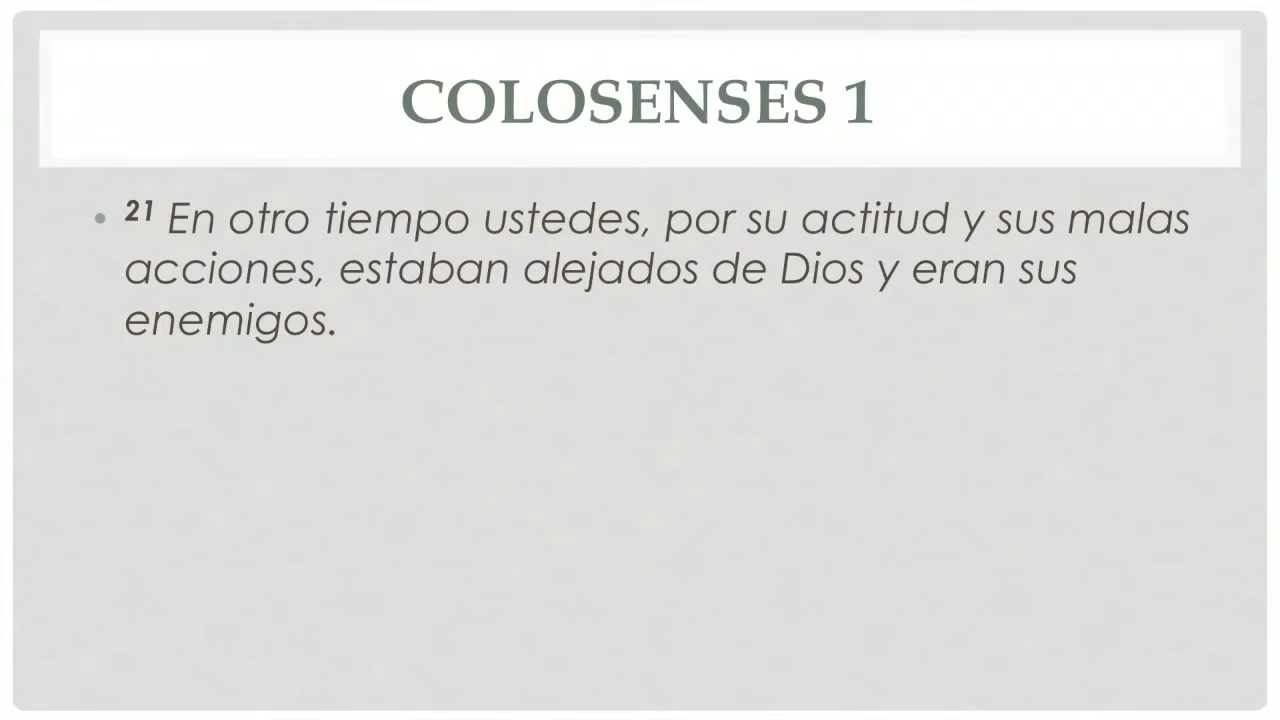 COLOSENSES 1
• 21 En otro tiempo ustedes, por su actitud y sus malas
acciones, estaban alejados de Dios y eran sus
enemigos.